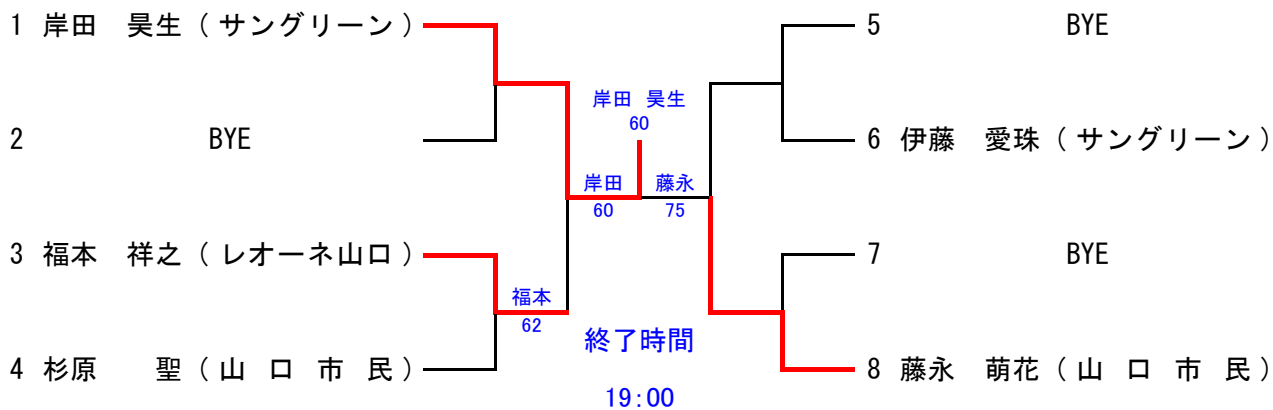 1 岸田 昊生 ( サングリーン )
2 BYE
3 福本 祥之 ( レオーネ山口 )
4 杉原 聖 ( 山 口 市 民 )
福本
62
岸田
60
岸田 昊生
60
藤永
75
終了時間
19:00
5 BYE
6 伊藤 愛珠 ( サングリーン )
7 BYE
8 藤永 萌花 ( 山 口 市 民 )